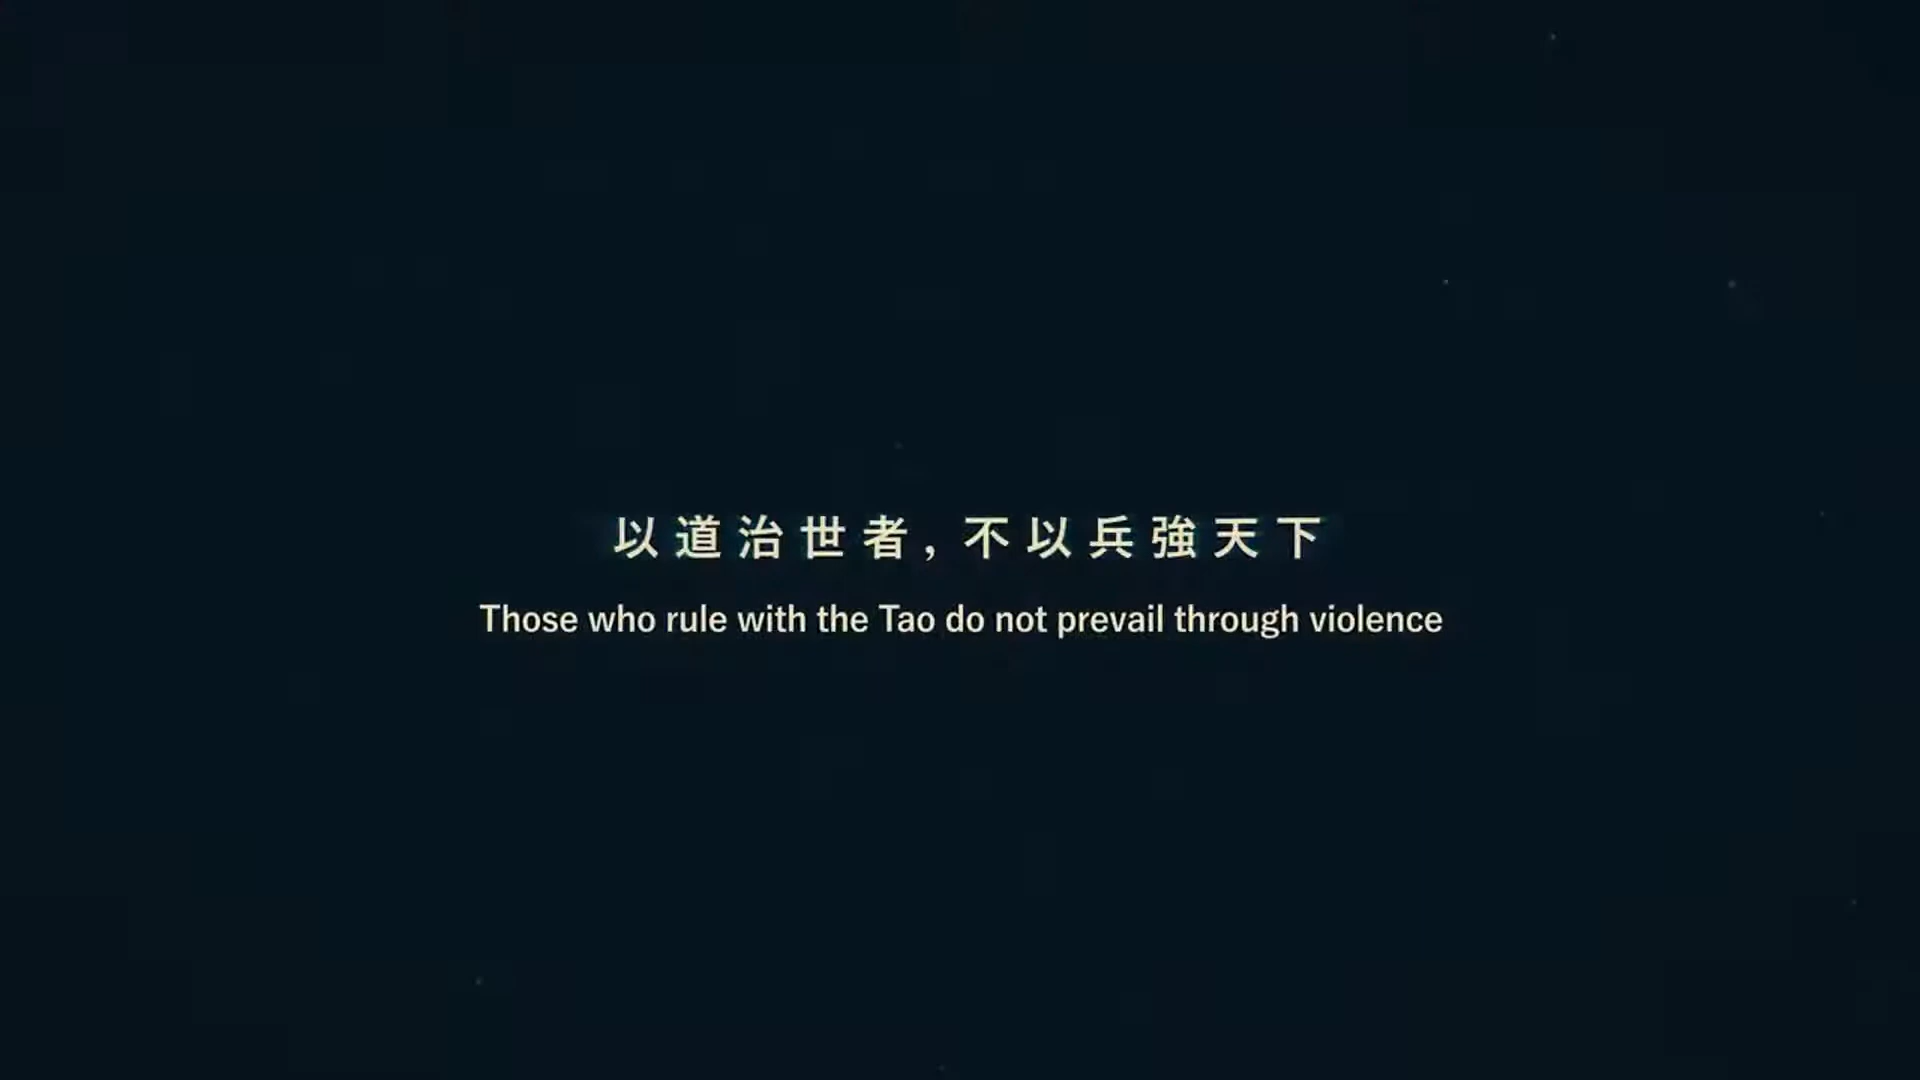 以道治世者，不以兵強天下
Those who rule with the Tao do not prevail through violence